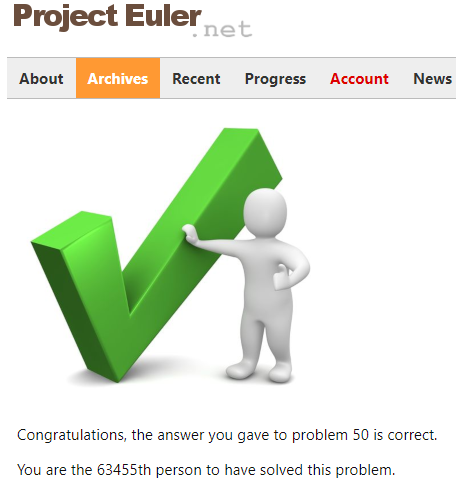 Project Euler
.net
About Archives Recent Progress Account News
Congratulations, the answer you gave to problem 50 is correct.
You are the 63455th person to have solved this problem.